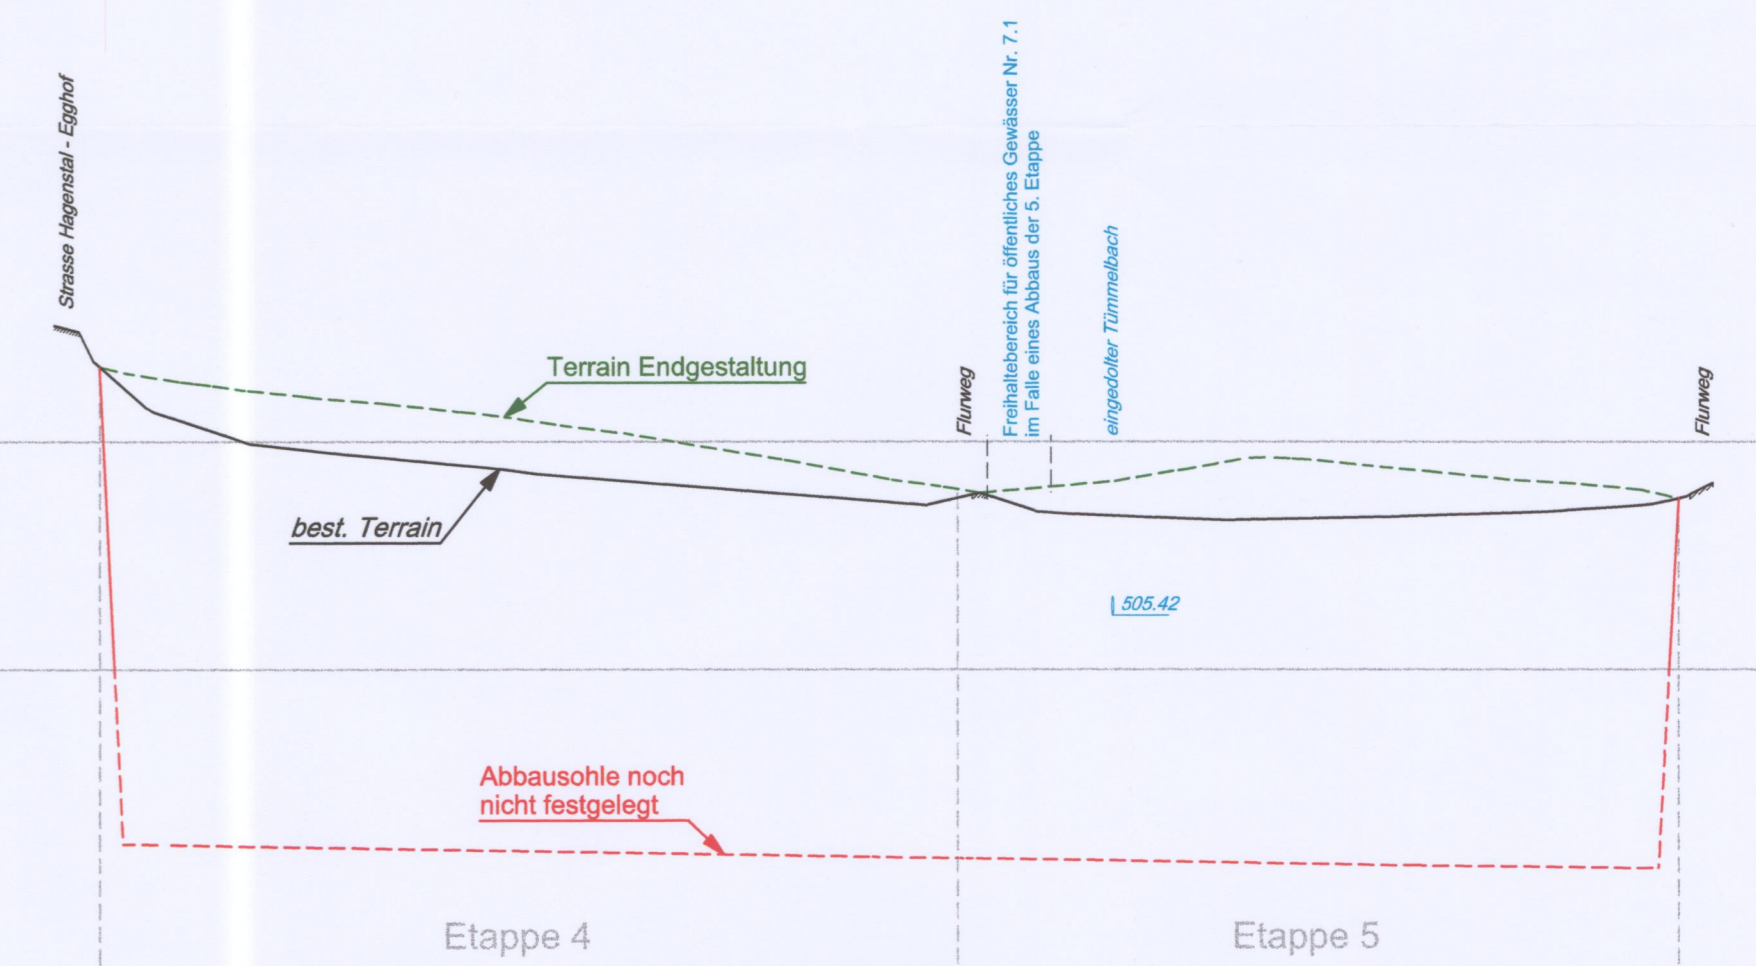 Strasse Hagenstal - Egghof
Terrain Endgestaltung
best. Terrain
Flurweg
Freihaltebereich für öffentliches Gewässer Nr. 7.1
im Falle eines Abbaus der 5. Etappe
eingedolter Tümmelbach
Flurweg
505.42
Abbausohle noch
nicht festgelegt
Etappe 4
Etappe 5